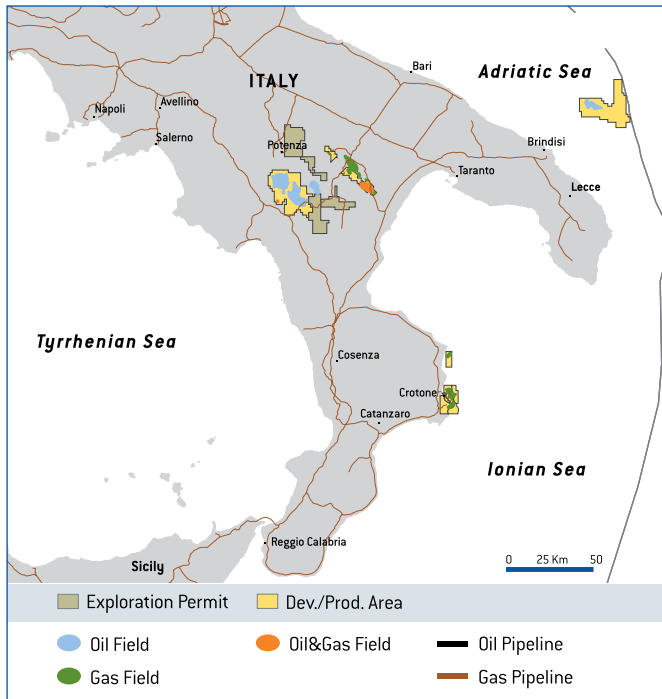 Bari
Adriatic Sea
ITALY
Napoli
Avellino
Salerno
Potenza
Brindisi
Taranto
Lecce
Tyrrhenian Sea
Cosenza
Crotone
Catanzaro
Ionian Sea
Reggio Calabria
Sicily
0 25 Km 50
Exploration Permit Dev./Prod. Area
Oil Field Oil&Gas Field Oil Pipeline
Gas Field Gas Pipeline